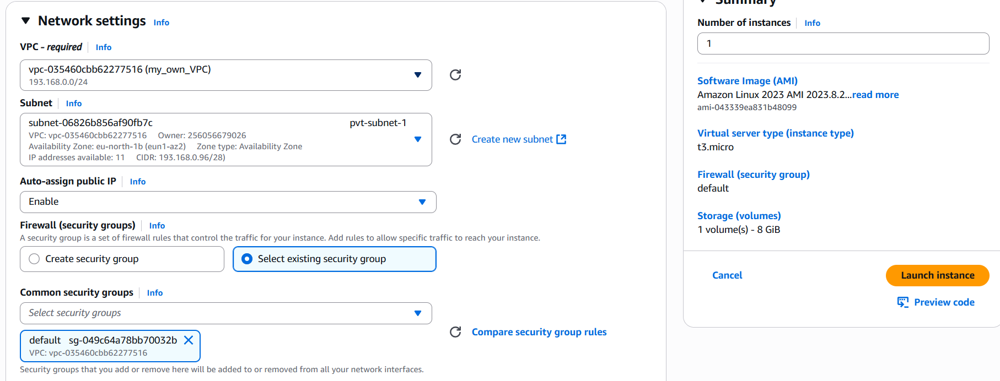 Network settings Info
VPC - required Info
vpc-035460cbb62277516 (my_own_VPC)
193.168.0.0/24
Subnet Info
subnet-06826b856af90fb7c pvt-subnet-1
VPC: vpc-035460cbb62277516 Owner: 256056679026
Availability Zone: eu-north-1b (eun1-az2) Zone type: Availability Zone
IP addresses available: 11 CIDR: 193.168.0.96/28)
Create new subnet
Auto-assign public IP Info
Enable
Firewall (security groups) Info
A security group is a set of firewall rules that control the traffic for your instance. Add rules to allow specific traffic to reach your instance.
Create security group
Select existing security group
Common security groups Info
Select security groups
default sg-049c64a78bb70032b
VPC: vpc-035460cbb62277516
Compare security group rules
Security groups that you add or remove here will be added to or removed from all your network interfaces.
Summary
Number of instances Info
1
Software Image (AMI)
Amazon Linux 2023 AMI 2023.8.2...read more
ami-043339ea831b48099
Virtual server type (instance type)
t3.micro
Firewall (security group)
default
Storage (volumes)
1 volume(s) - 8 GiB
Cancel
Launch instance
Preview code